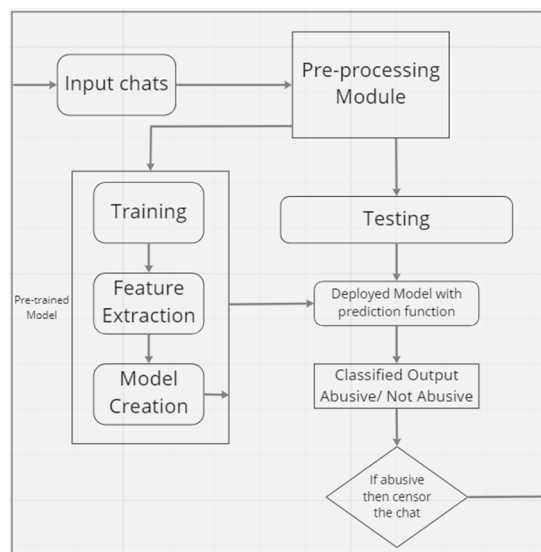 Input chats
Pre-processing
Module
Training
Testing
Pre-trained
Model
Feature
Extraction
Deployed Model with
prediction function
Model
Creation
Classified Output
Abusive/ Not Abusive
If abusive
then censor
the chat